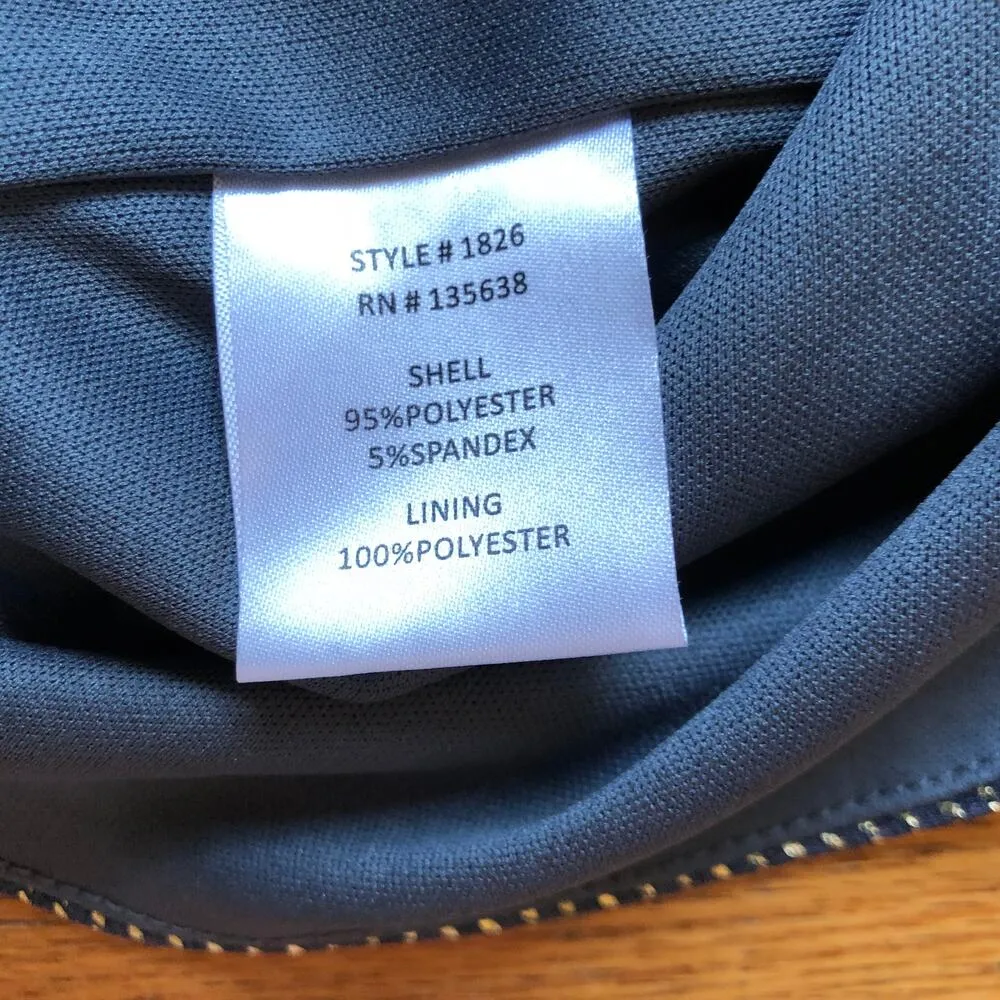 STYLE # 1826
RN # 135638
SHELL
95%POLYESTER
5%SPANDEX
LINING
100%POLYESTER